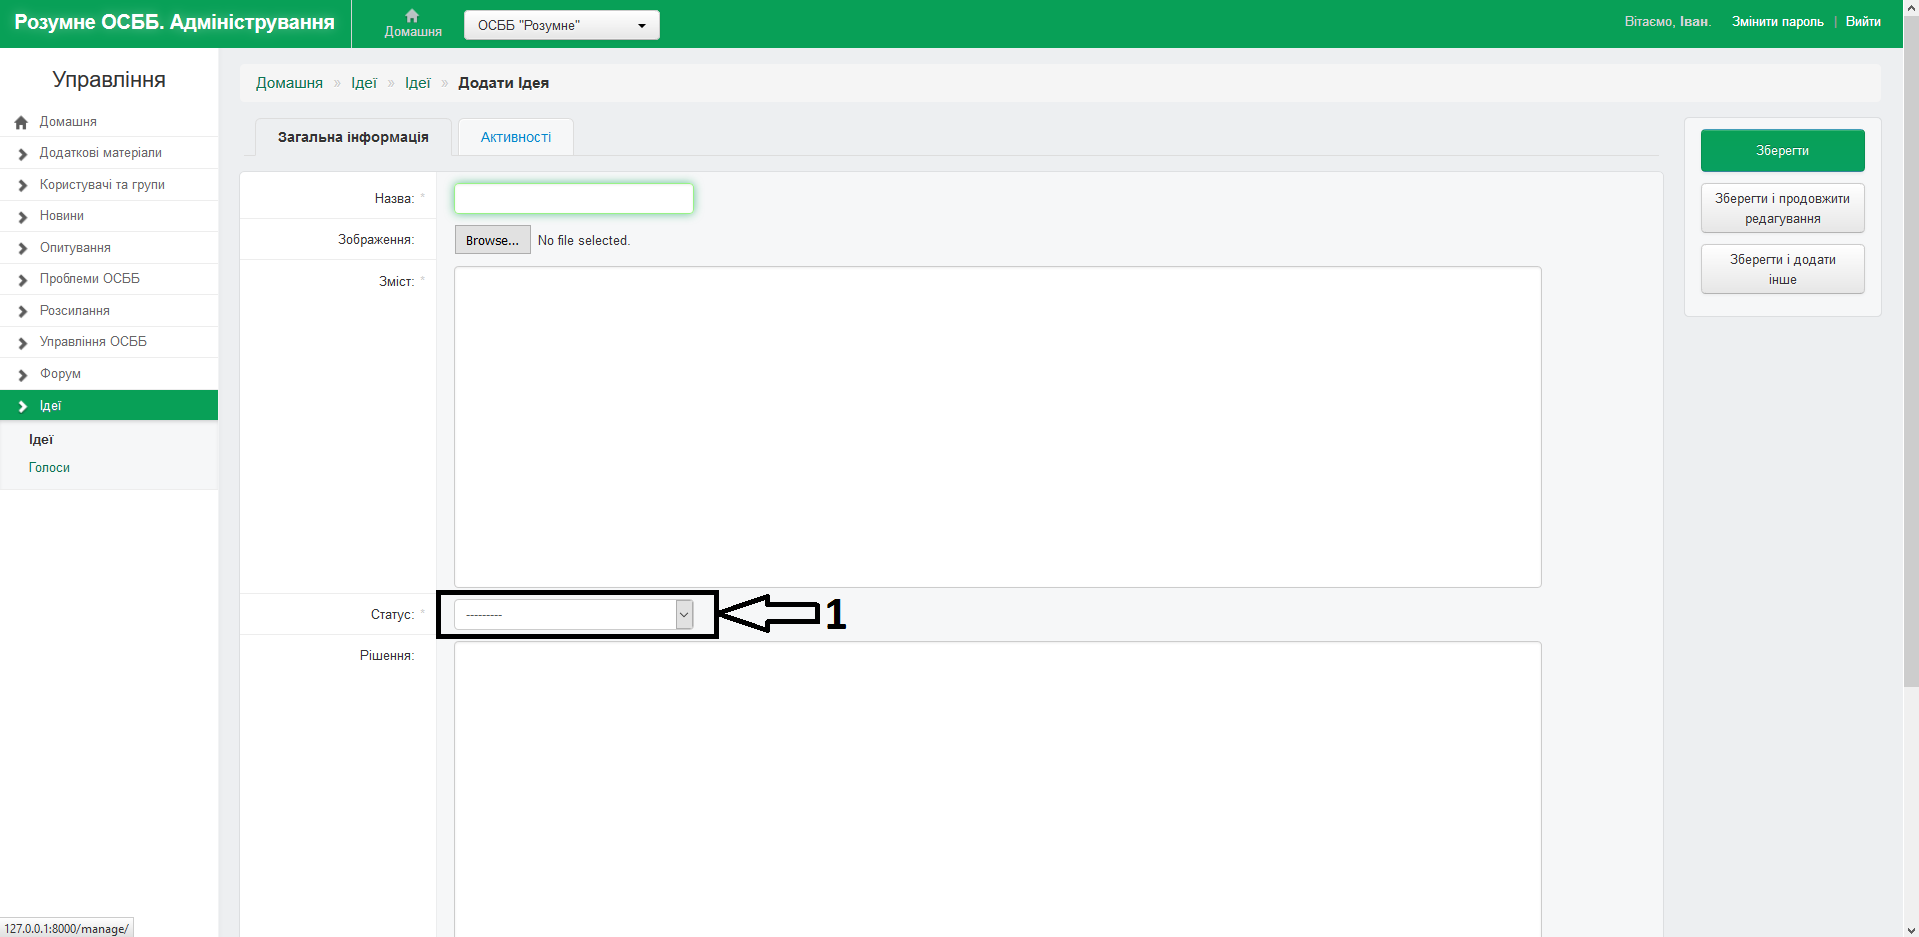 Розумне ОСББ. Адміністрування
Домашня
ОСББ "Розумне"
Вітаємо, Іван. Змінити пароль | Вийти
Управління
Домашня
Додаткові матеріали
Користувачі та групи
Новини
Опитування
Проблеми ОСББ
Розсилання
Управління ОСББ
Форум
Ідеї
Ідеї
Голоси
Домашня » Ідеї » Ідеї » Додати Ідея
Загальна інформація
Активності
Назва: *
Зображення:
Browse... No file selected.
Зміст: *
Статус: *
---------
1
Рішення:
Зберегти
Зберегти і продовжити
редагування
Зберегти і додати
інше
127.0.0.1:8000/manage/